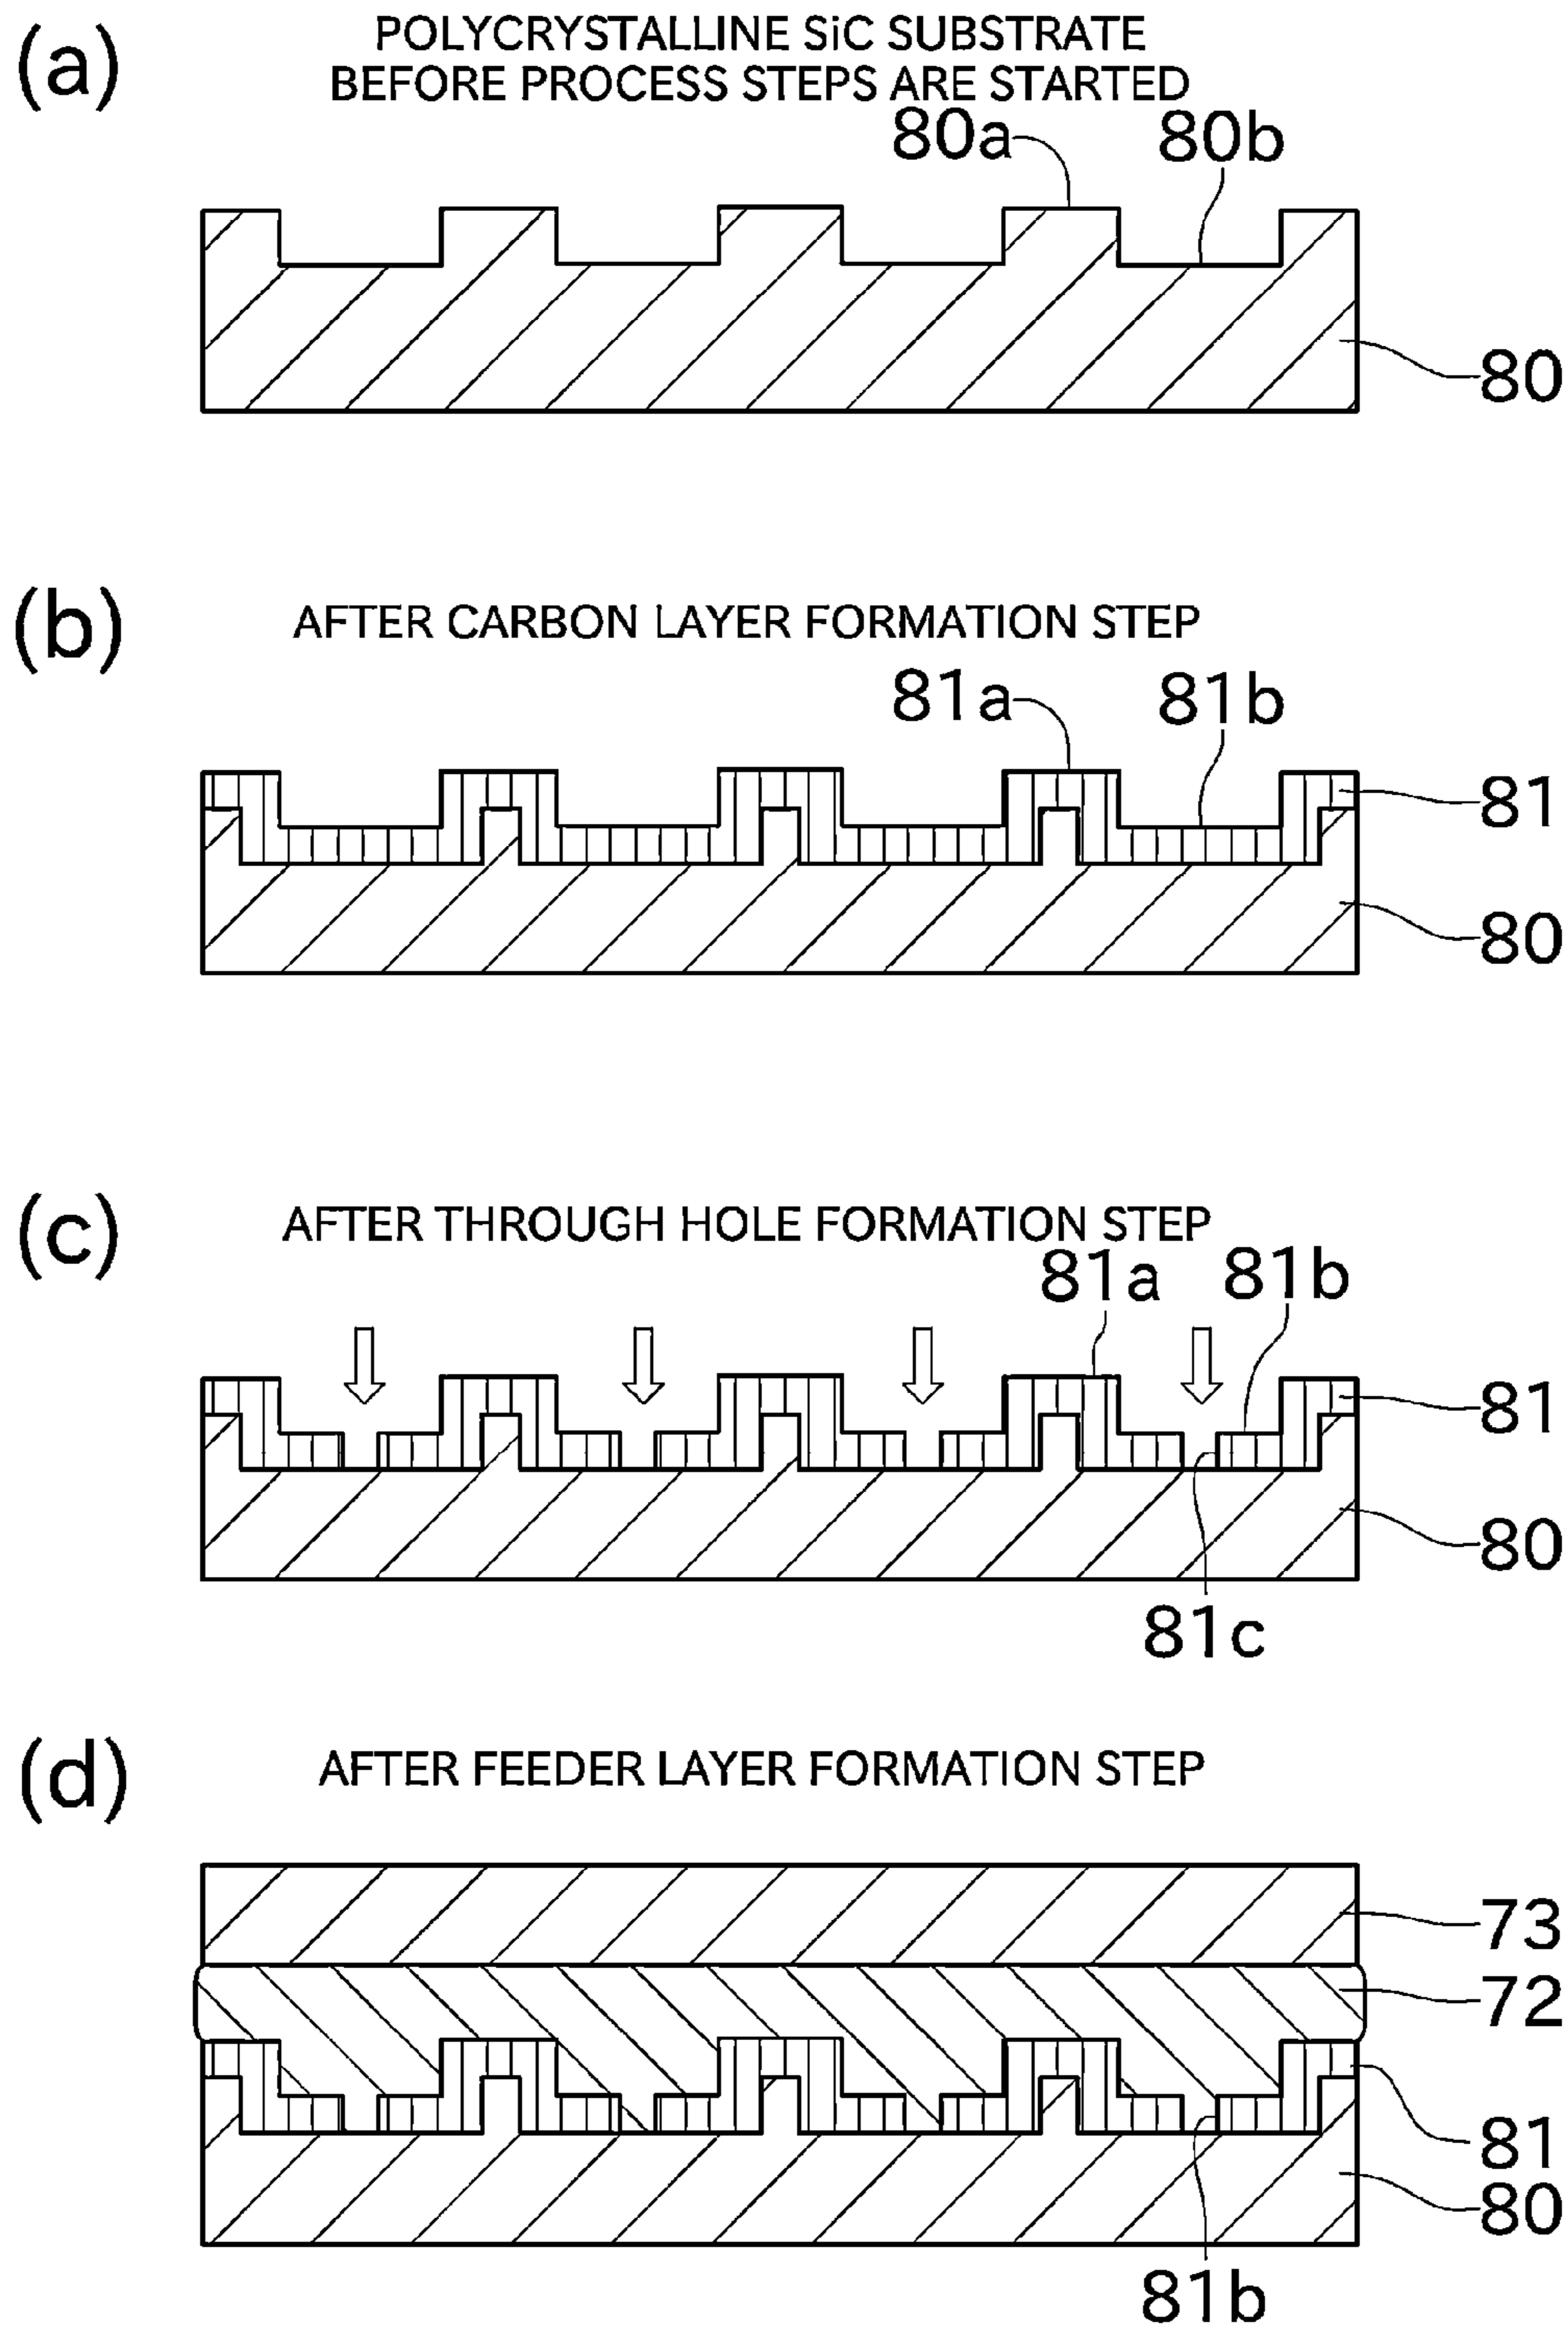 (a)
POLYCRYSTALLINE SiC SUBSTRATE
BEFORE PROCESS STEPS ARE STARTED
80a 80b
80
(b)
AFTER CARBON LAYER FORMATION STEP
81a 81b
81
80
(c)
AFTER THROUGH HOLE FORMATION STEP
81a 81b
81
80
81c
(d)
AFTER FEEDER LAYER FORMATION STEP
73
72
81
80
81b